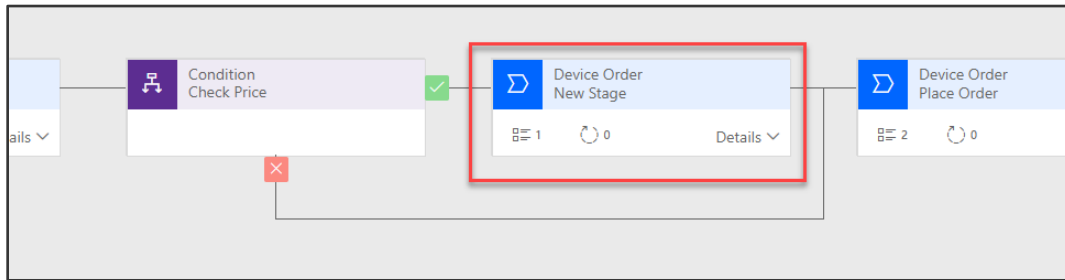 Condition
Check Price
Device Order
New Stage
Device Order
Place Order
ails
1
0
Details
2
0